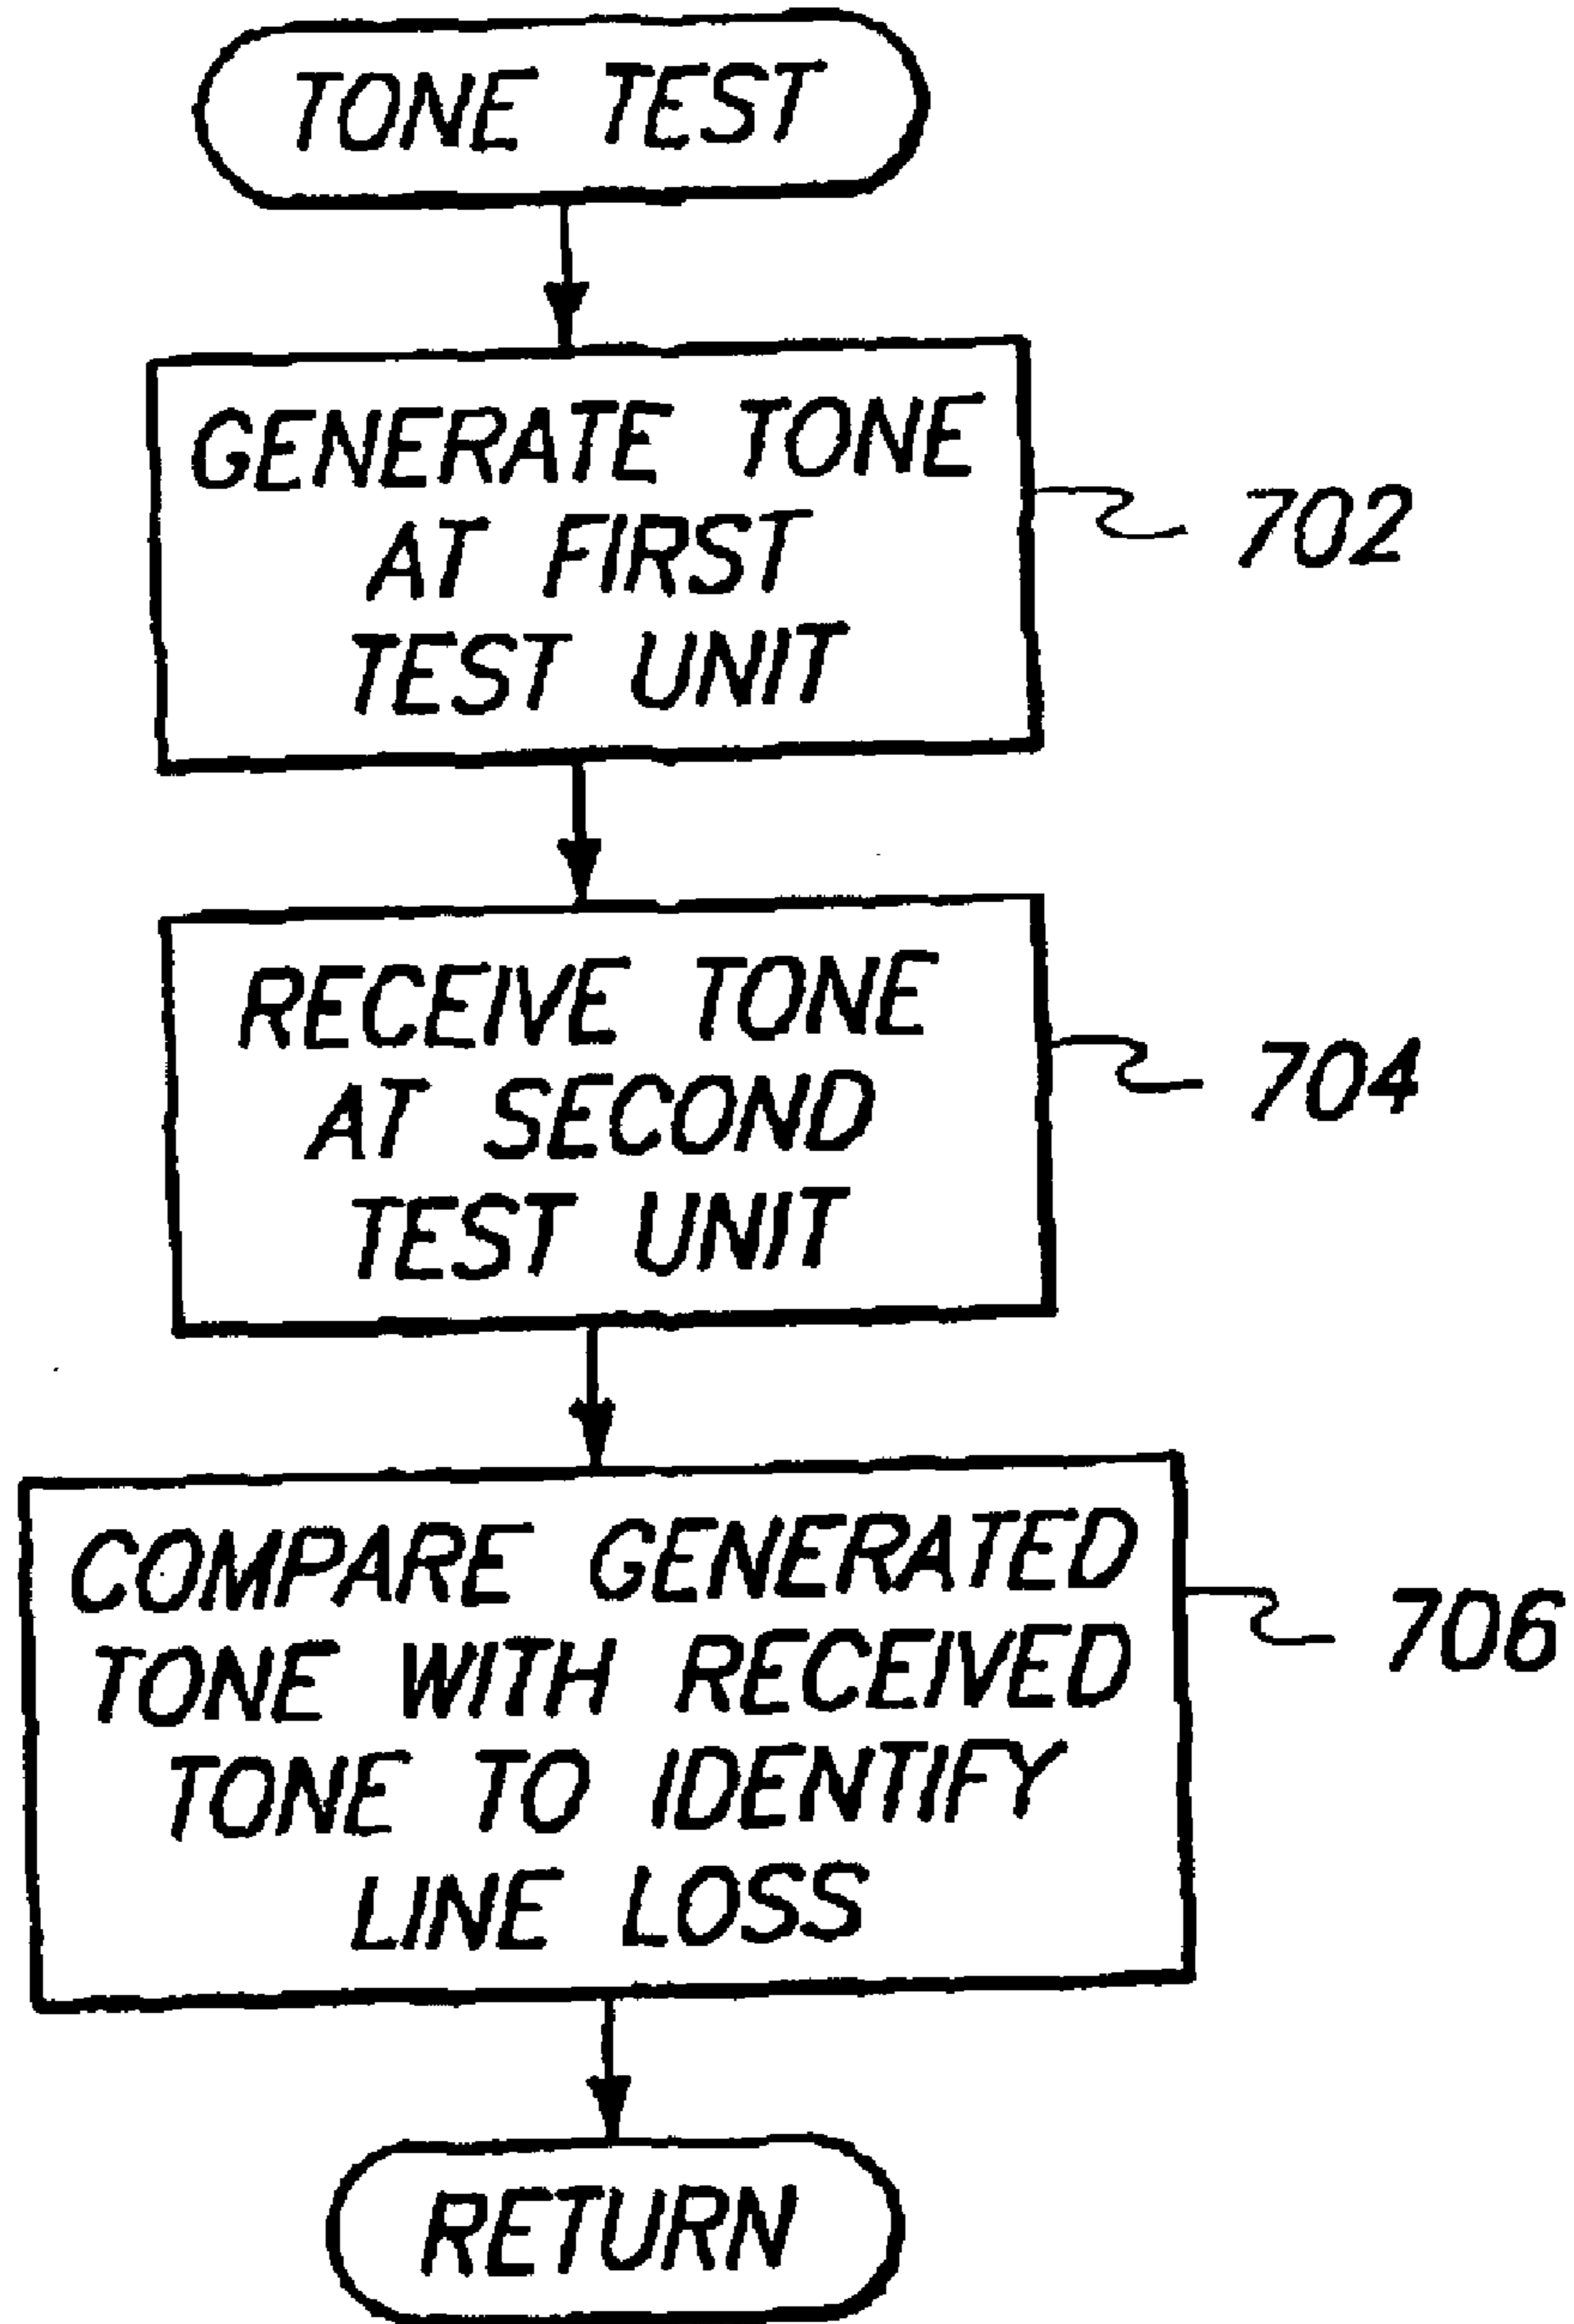 TONE TEST
GENERATE TONE
AT FIRST
TEST UNIT
702
RECEIVE TONE
AT SECOND
TEST UNIT
704
COMPARE GENERATED
TONE WITH RECEIVED
TONE TO IDENTIFY
LINE LOSS
706
RETURN